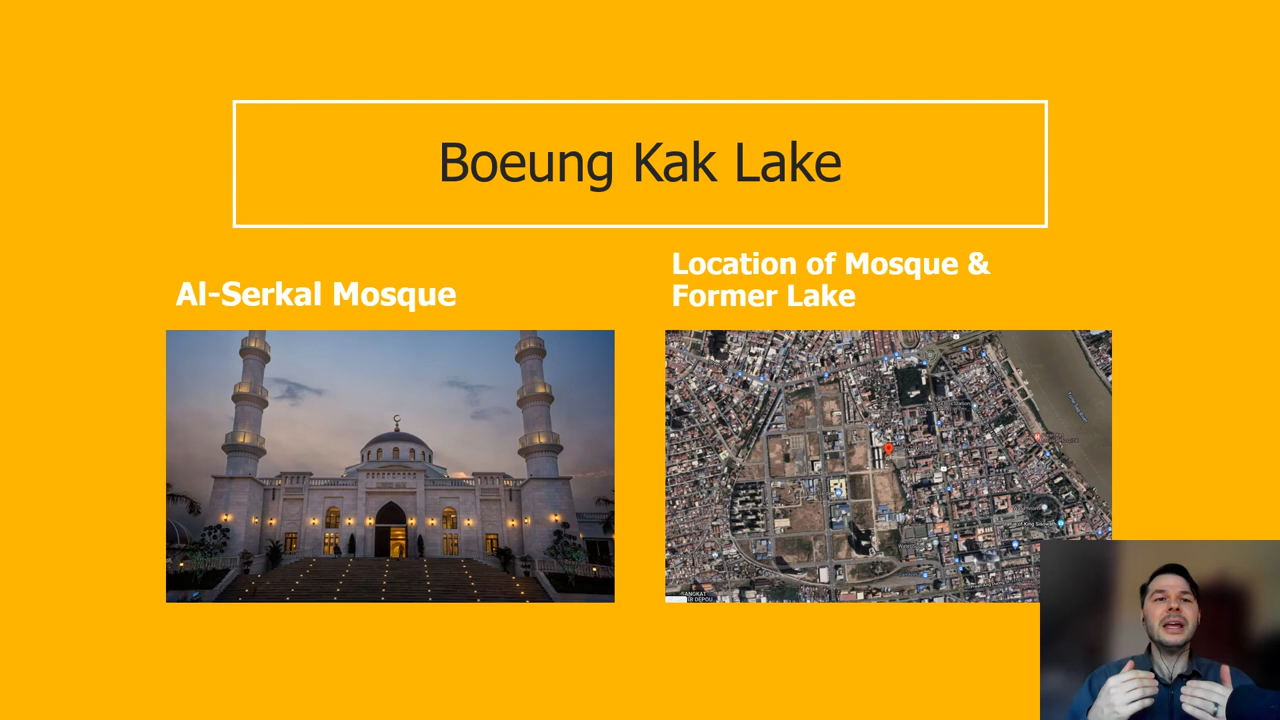 Boeung Kak Lake
Al-Serkal Mosque
Location of Mosque &
Former Lake